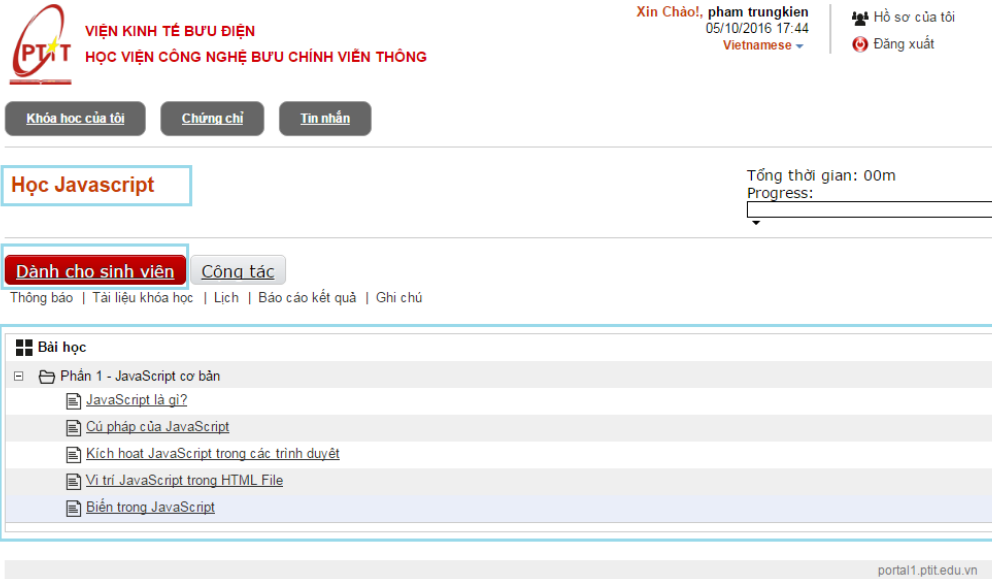 PTiT
VIỆN KINH TẾ BƯU ĐIỆN
HỌC VIỆN CÔNG NGHỆ BƯU CHÍNH VIỄN THÔNG
Xin Chào!, pham trungkien
05/10/2016 17:44
Vietnamese
Hồ sơ của tôi
Đăng xuất
Khóa học của tôi
Chứng chỉ
Tin nhắn
Học Javascript
Tổng thời gian: 00m
Progress:
Dành cho sinh viên
Công tác
Thông báo | Tài liệu khóa học | Lịch | Báo cáo kết quả | Ghi chú
Bài học
Phần 1 - JavaScript cơ bản
JavaScript là gì?
Cú pháp của JavaScript
Kích hoạt JavaScript trong các trình duyệt
Vị trí JavaScript trong HTML File
Biến trong JavaScript
portal1.ptit.edu.vn